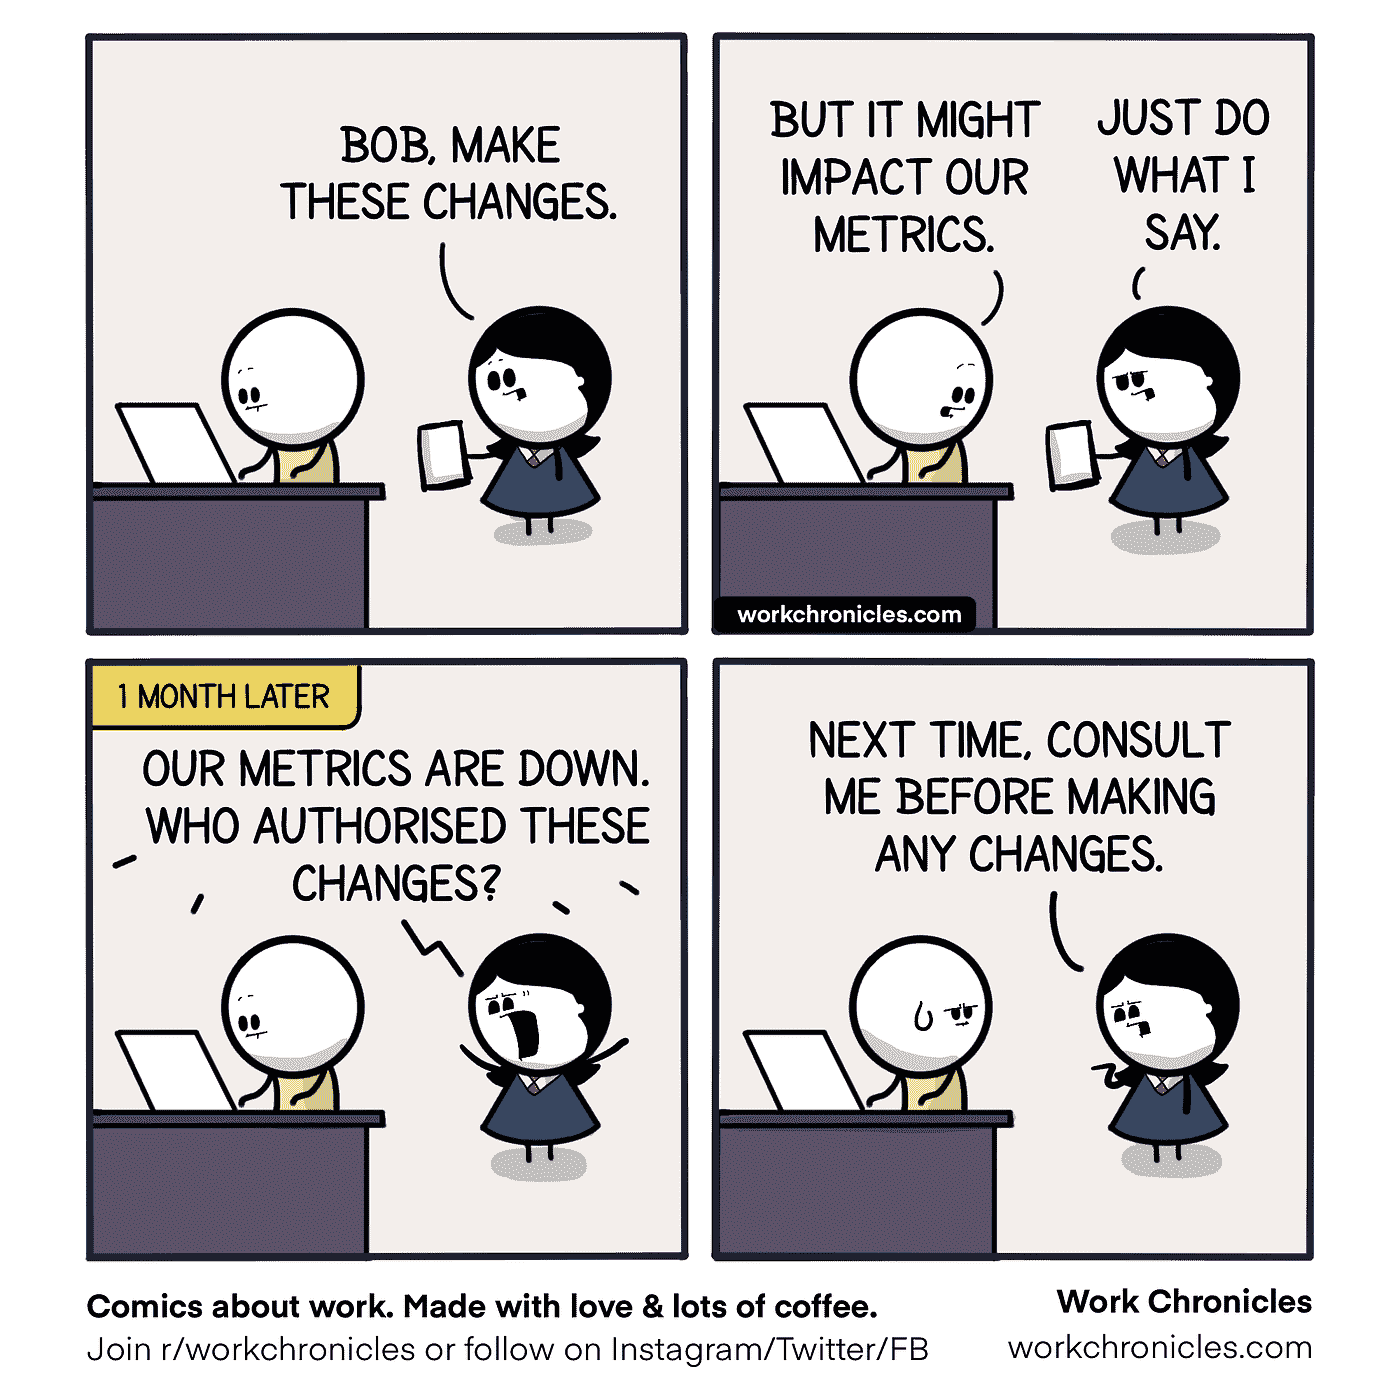 BOB, MAKE
THESE CHANGES.
BUT IT MIGHT
IMPACT OUR
METRICS.
JUST DO
WHAT I
SAY.
workchronicles.com
1 MONTH LATER
OUR METRICS ARE DOWN.
WHO AUTHORISED THESE
CHANGES?
NEXT TIME, CONSULT
ME BEFORE MAKING
ANY CHANGES.
Comics about work. Made with love & lots of coffee.
Join r/workchronicles or follow on Instagram/Twitter/FB
Work Chronicles
workchronicles.com